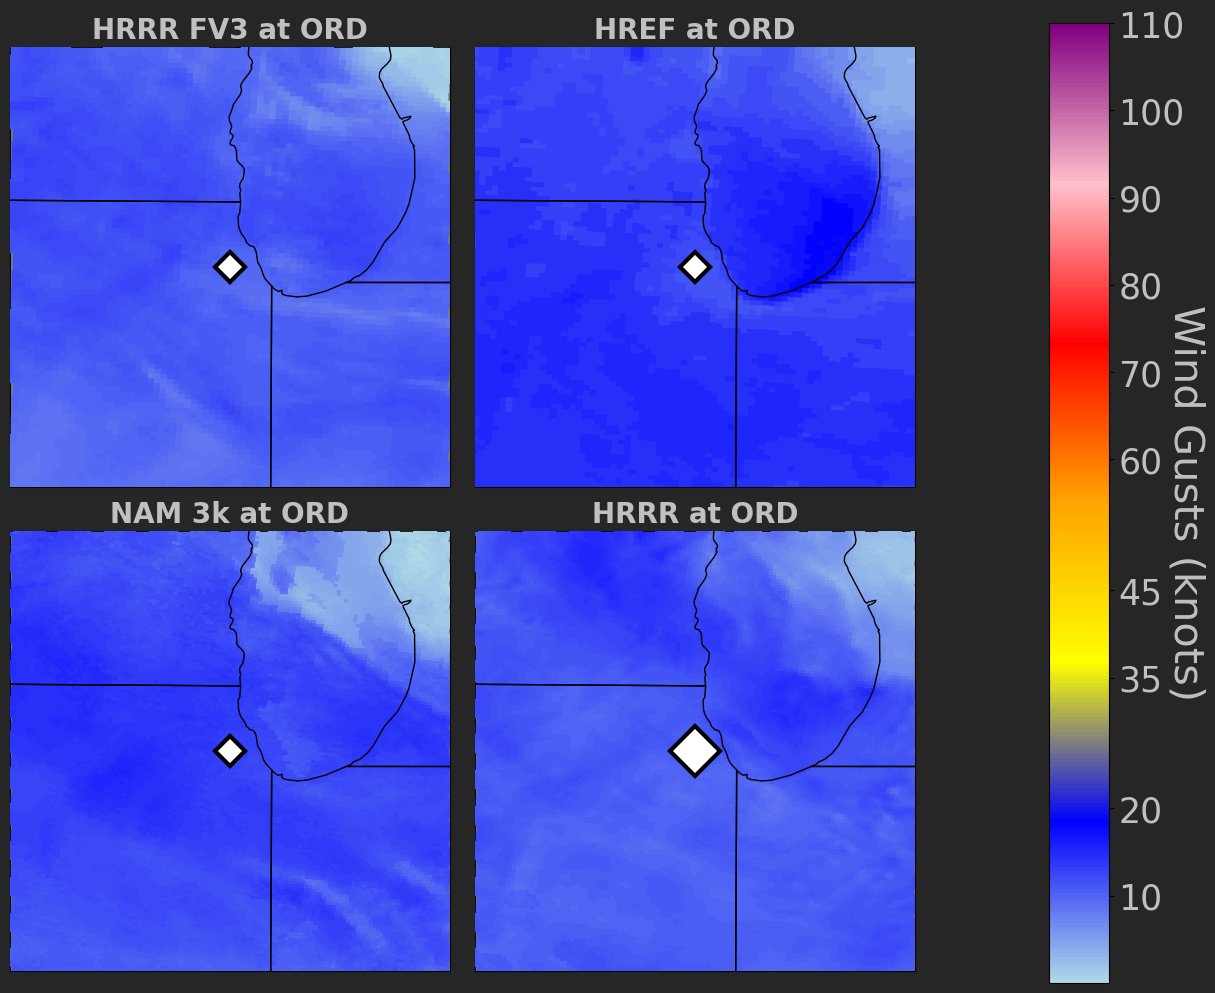 HRRR FV3 at ORD
HREF at ORD
NAM 3k at ORD
HRRR at ORD
110
100
90
80
70
60
45
35
20
10
Wind Gusts (knots)